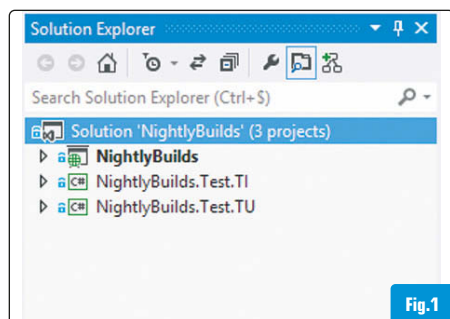 Solution Explorer
Search Solution Explorer (Ctrl+$)
Solution 'NightlyBuilds' (3 projects)
NightlyBuilds
C# NightlyBuilds.Test.TI
C# NightlyBuilds.Test.TU
Fig.1